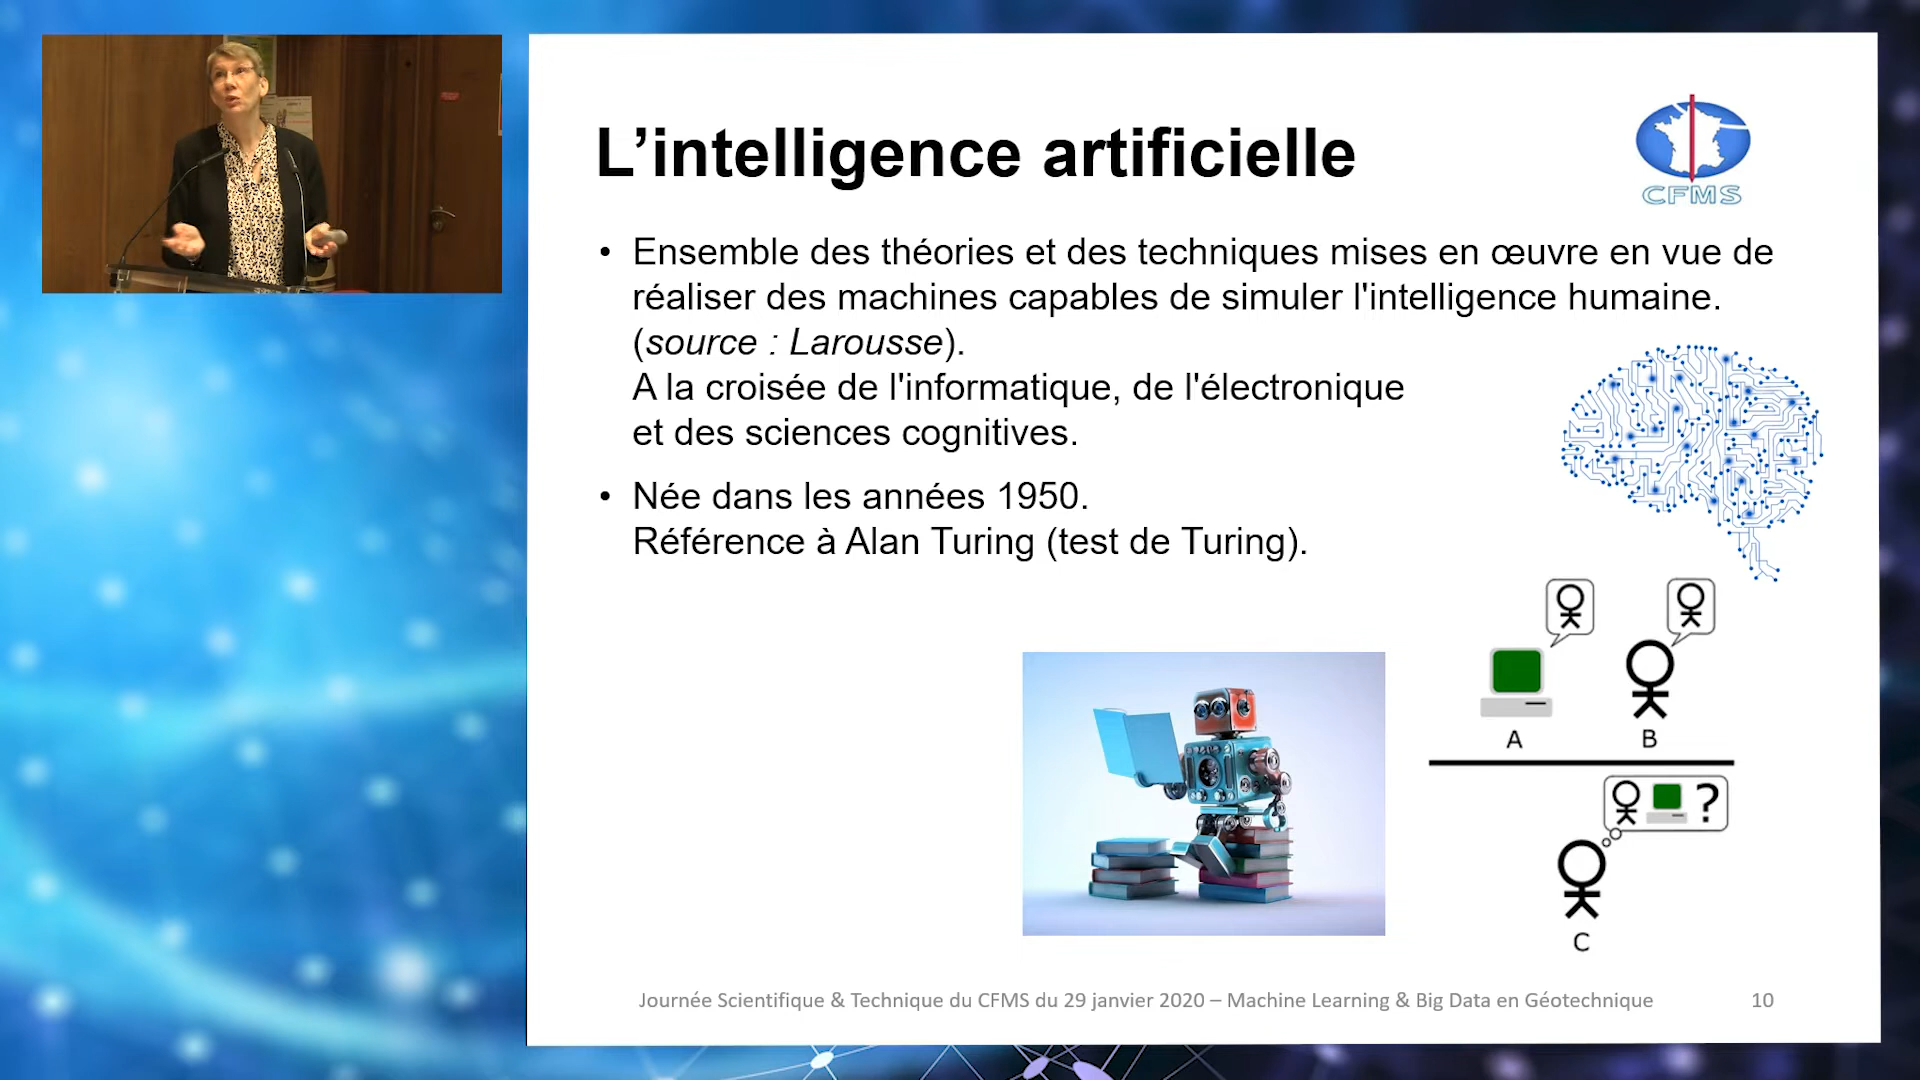 L’intelligence artificielle
CFMS
• Ensemble des théories et des techniques mises en œuvre en vue de
réaliser des machines capables de simuler l'intelligence humaine.
(source : Larousse).
A la croisée de l'informatique, de l'électronique
et des sciences cognitives.
• Née dans les années 1950.
Référence à Alan Turing (test de Turing).
A
B
?
C
Journée Scientifique & Technique du CFMS du 29 janvier 2020 – Machine Learning & Big Data en Géotechnique
10